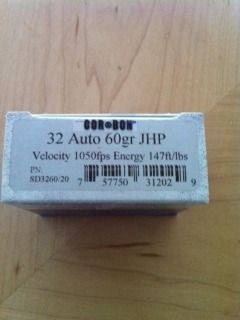 COR®BON
32 Auto 60gr JHP
Velocity 1050fps Energy 147ft/lbs
PN:
SD3260/20
7 57750 31202 9